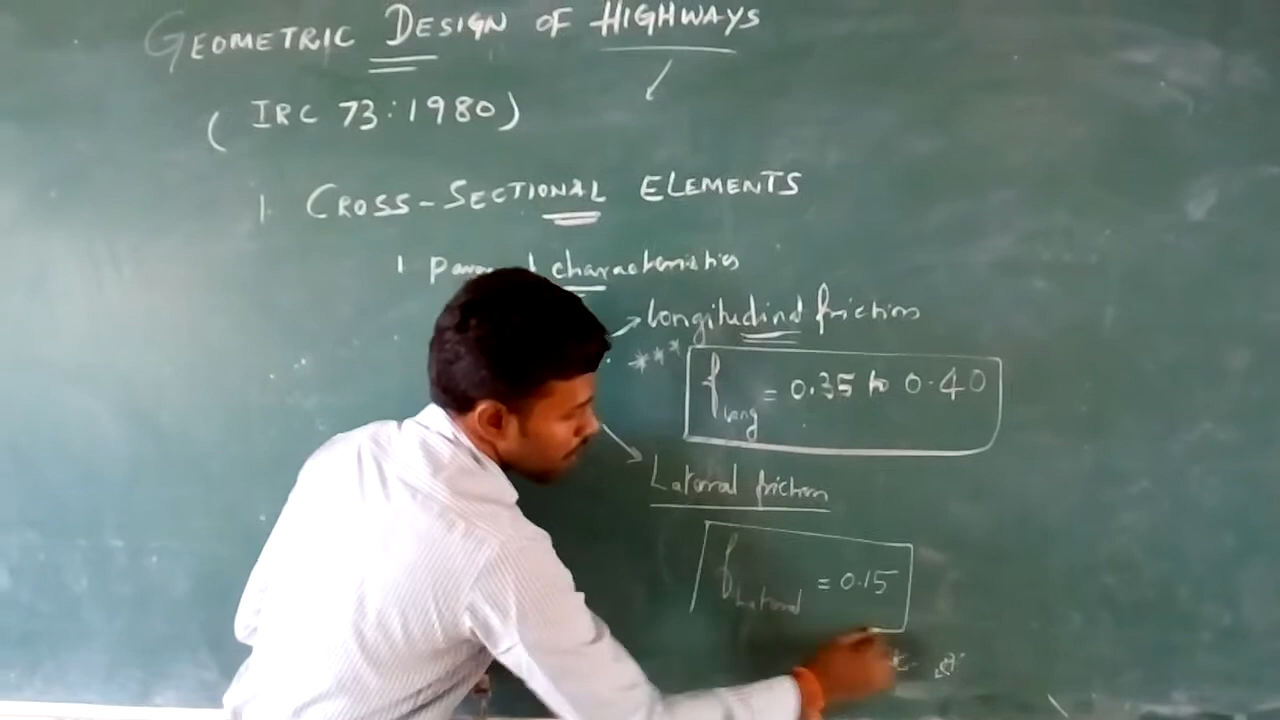 GEOMETRIC DESIGN OF HIGHWAYS
(IRC 73:1980)
1. CROSS-SECTIONAL ELEMENTS
1 characteristics
Longitudinal friction
*** f long = 0.35 to 0.40
Lateral friction
f Lateral = 0.15